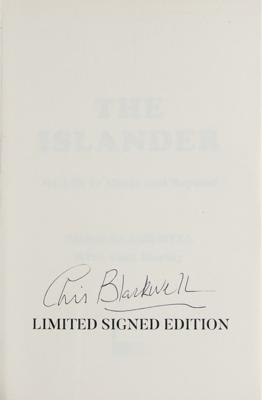 THE
ISLANDER
Chris Blackwell
LIMITED SIGNED EDITION